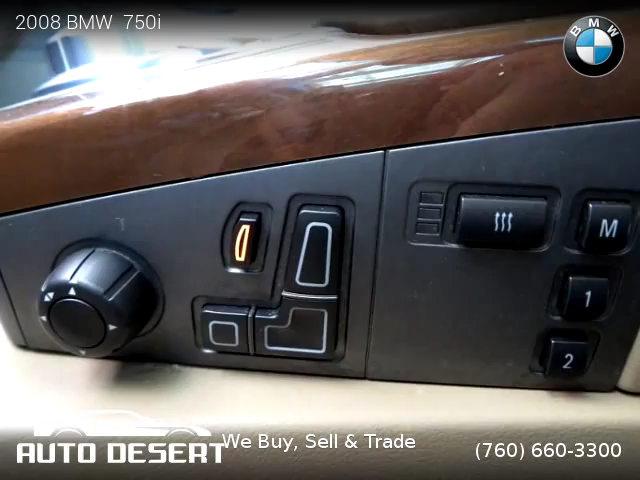 2008 BMW 750i
BMW
M
1
2
We Buy, Sell & Trade
AUTO DESERT
(760) 660-3300